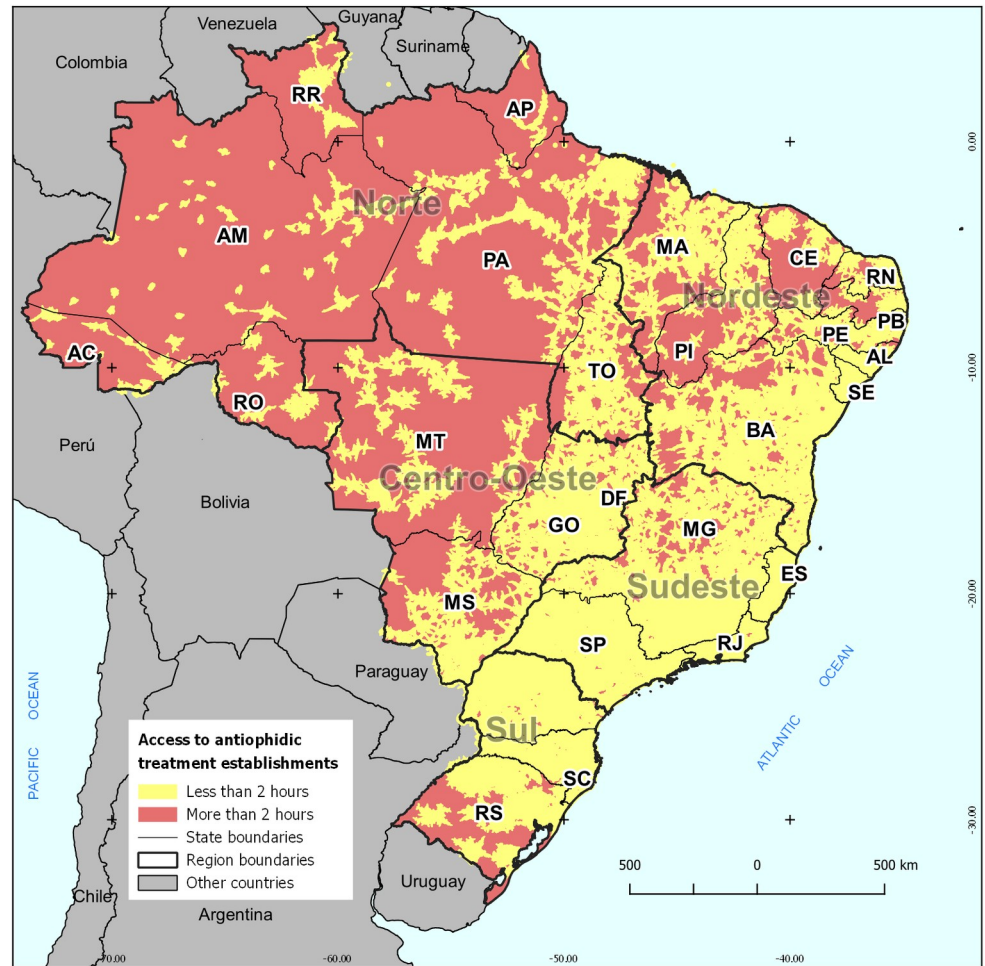 Venezuela
Guyana
Suriname
Colombia
RR
AP
0.00
Norte
AM
PA
MA
CE
RN
Nordeste
PB
PE
AC
PI
AL
TO
-10.00
SE
RO
BA
MT
Perú
Centro-Oeste
DF
Bolivia
GO
MG
ES
Sudeste
MS
-20.00
RJ
SP
Paraguay
OCEAN
ATLANTIC
PACIFIC OCEAN
Sul
SC
RS
-30.00
Access to antiophidic
treatment establishments
Less than 2 hours
More than 2 hours
State boundaries
Region boundaries
Other countries
500 0 500 km
Uruguay
Chile
Argentina
-60.00
-50.00
-40.00